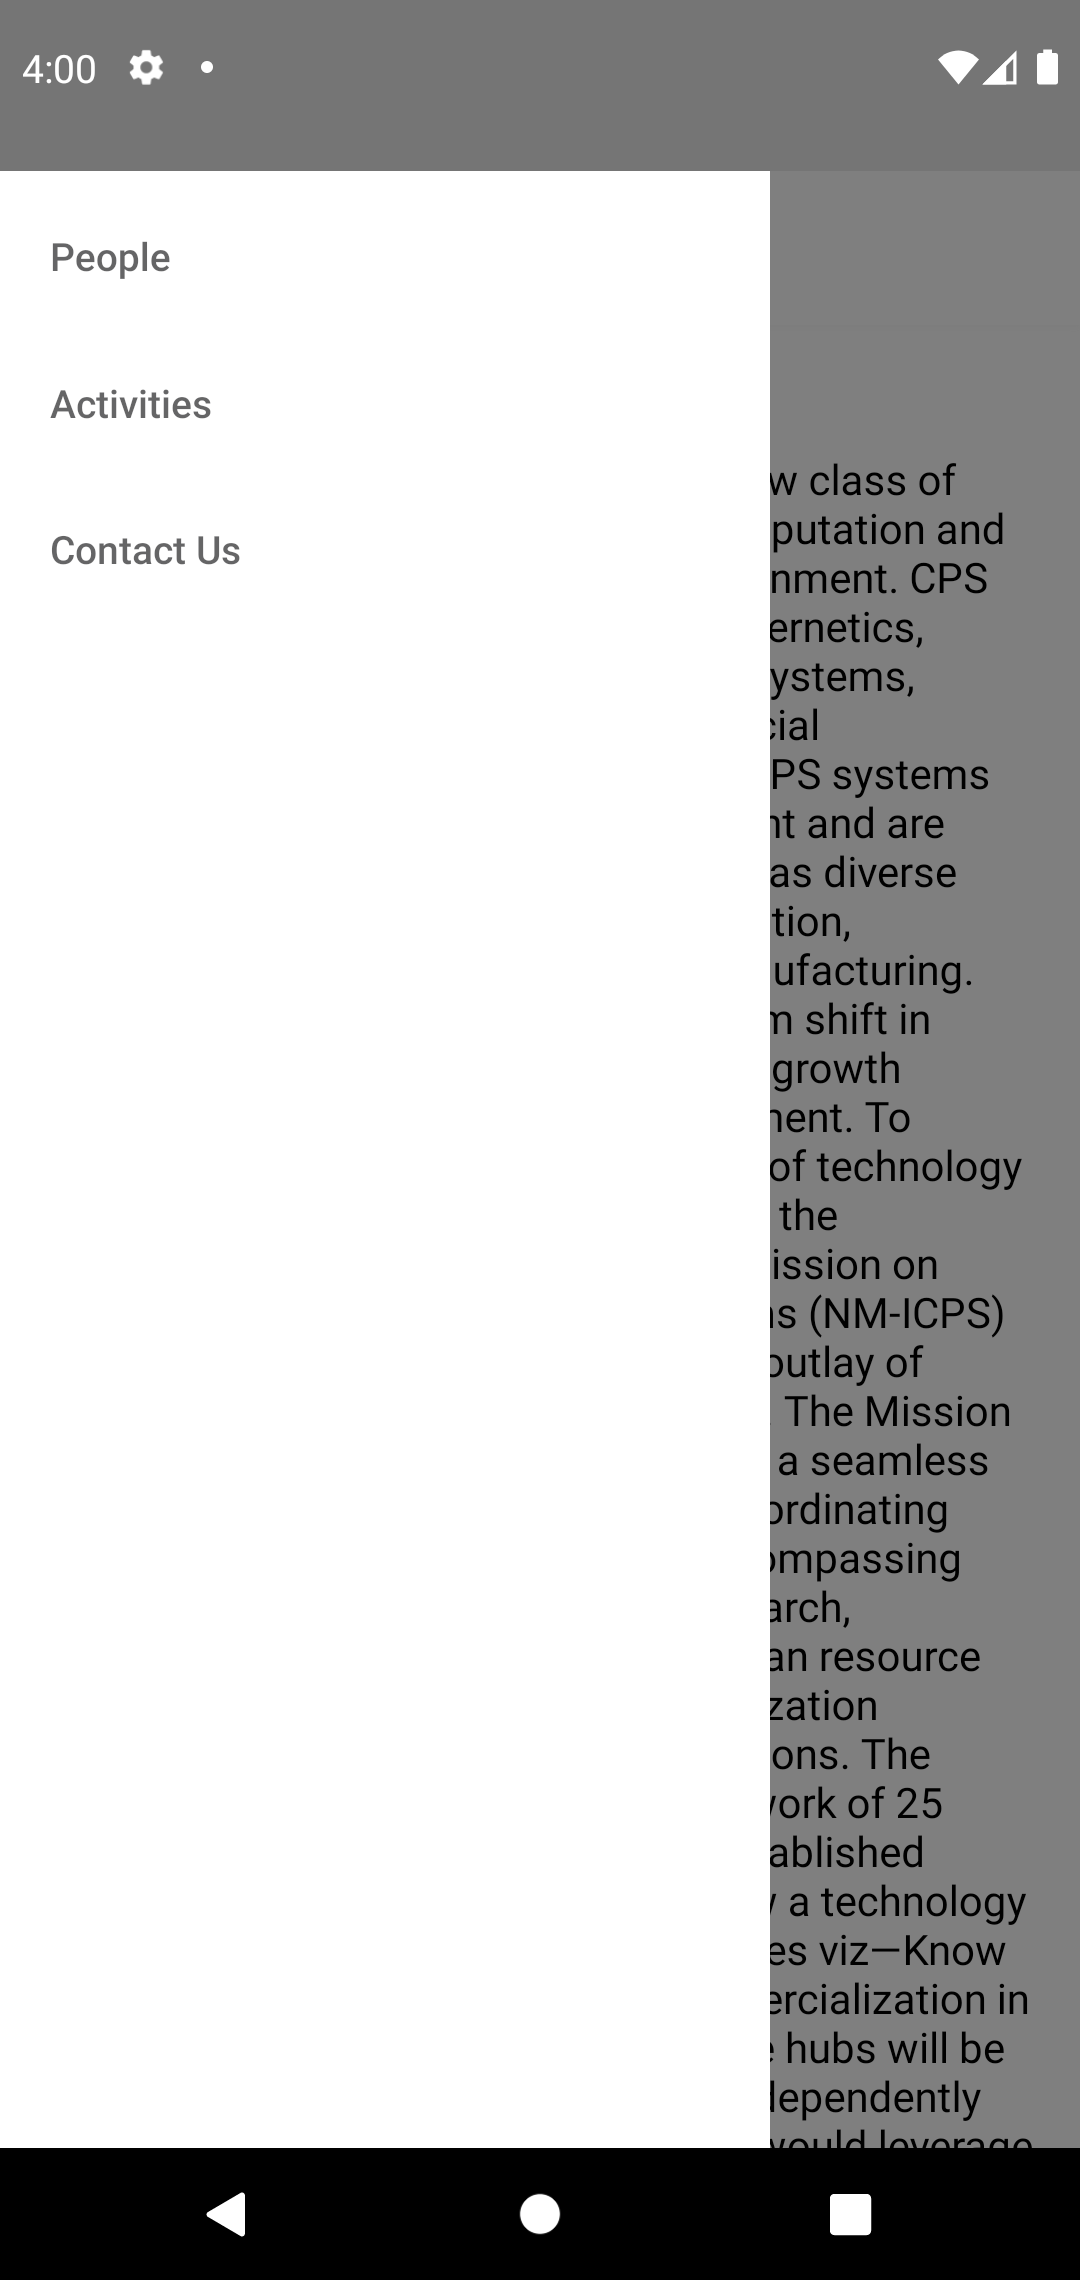 4:00
People
Activities
Contact Us
class of
putation and
nment. CPS
ernetics,
ystems,
cial
PS systems
nt and are
as diverse
tion,
ufacturing.
m shift in
growth
nent. To
of technology
the
ission on
(NM-ICPS)
outlay of
. The Mission
a seamless
ordinating
ompassing
arch,
an resource
zation
ons. The
of 25
ablished
a technology
es viz—Know
ercialization in
hubs will be
dependently
would leverage